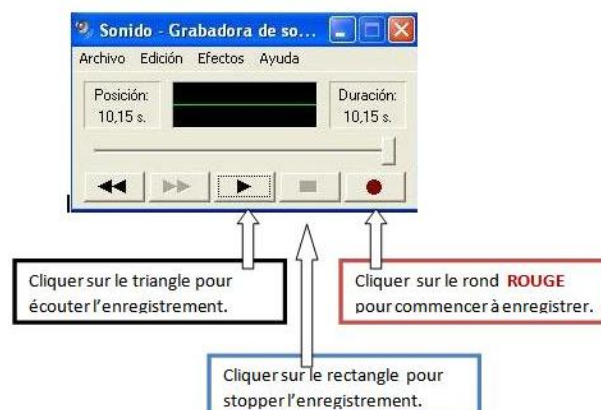 Sonido - Grabadora de so...
Archivo Edición Efectos Ayuda
Posición:
10,15 s.
Duración:
10,15 s.
Cliquer sur le triangle pour
écouter l'enregistrement.
Cliquer sur le rond ROUGE
pour commencer à enregistrer.
Cliquer sur le rectangle pour
stopper l'enregistrement.